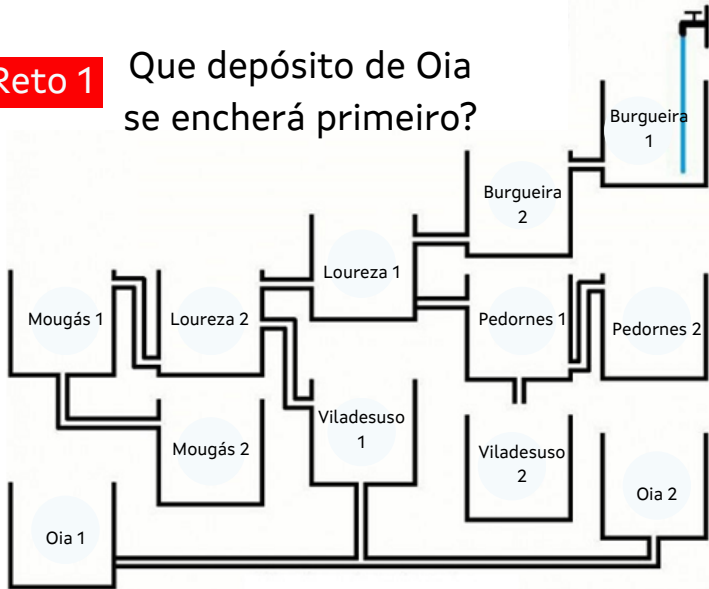 Reto 1
Que depósito de Oia
se encherá primeiro?
Burgueira
1
Burgueira
2
Loureza 1
Mougás 1
Loureza 2
Pedornes 1
Pedornes 2
Mougás 2
Viladesuso
1
Viladesuso
2
Oia 2
Oia 1